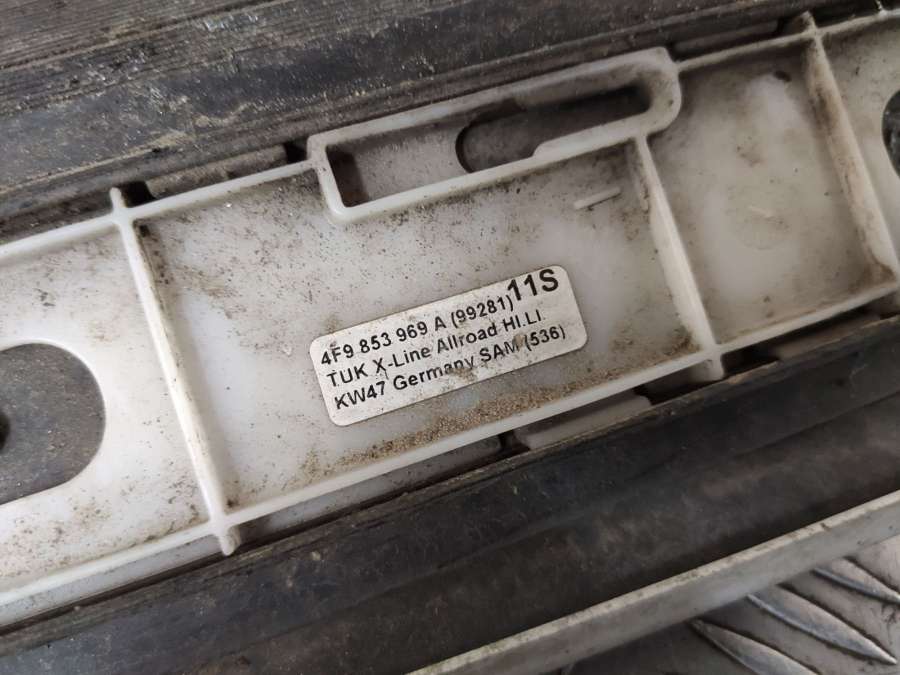 4F9 853 969 A (99281) 11S
TUK X-Line Allroad HI.LI.
KW47 Germany SAM (536)